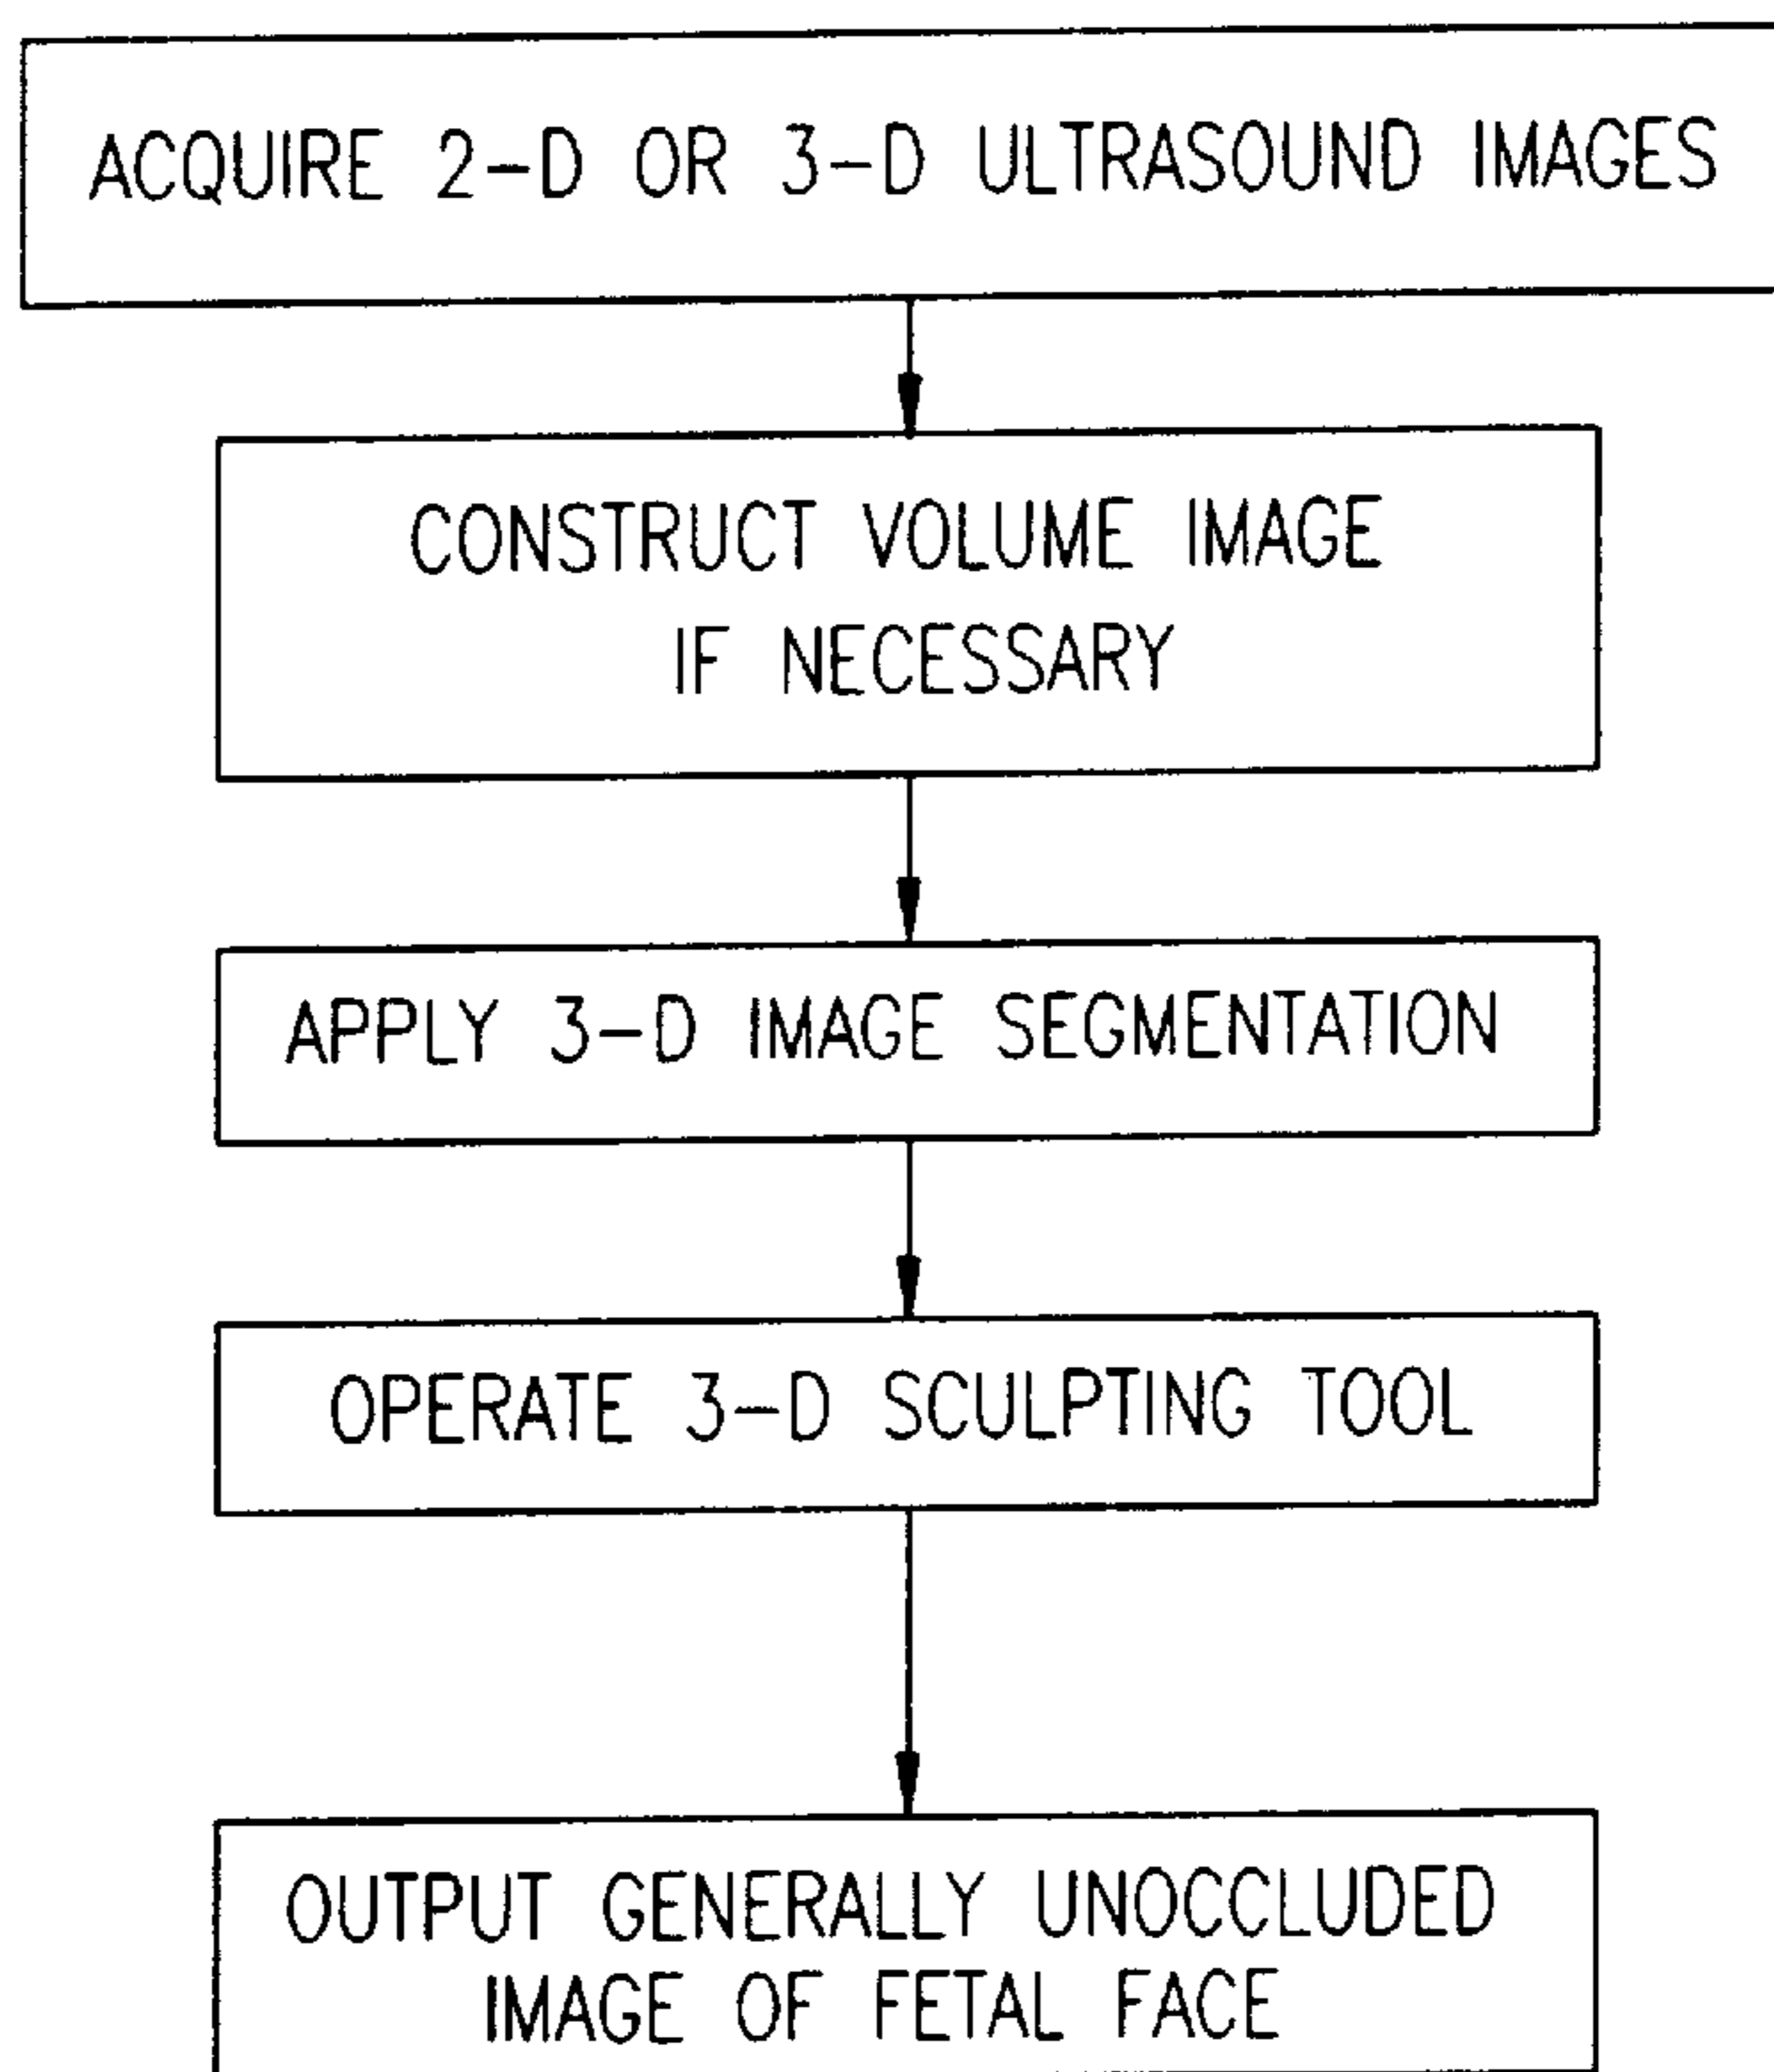 ACQUIRE 2-D OR 3-D ULTRASOUND IMAGES
CONSTRUCT VOLUME IMAGE
IF NECESSARY
APPLY 3-D IMAGE SEGMENTATION
OPERATE 3-D SCULPTING TOOL
OUTPUT GENERALLY UNOCCLUDED
IMAGE OF FETAL FACE